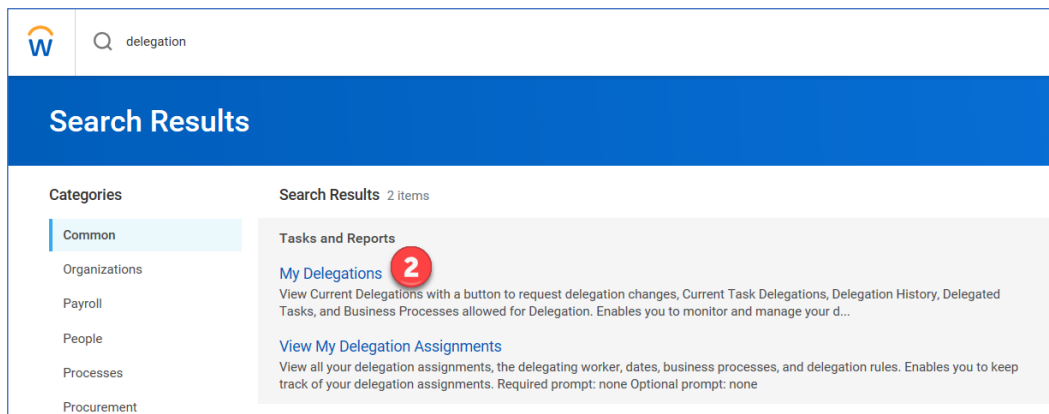 W
delegation
Search Results
Categories
Search Results 2 items
Common
Tasks and Reports
Organizations
My Delegations 2
View Current Delegations with a button to request delegation changes, Current Task Delegations, Delegation History, Delegated
Payroll
Tasks, and Business Processes allowed for Delegation. Enables you to monitor and manage your d...
People
View My Delegation Assignments
View all your delegation assignments, the delegating worker, dates, business processes, and delegation rules. Enables you to keep
Processes
track of your delegation assignments. Required prompt: none Optional prompt: none
Procurement